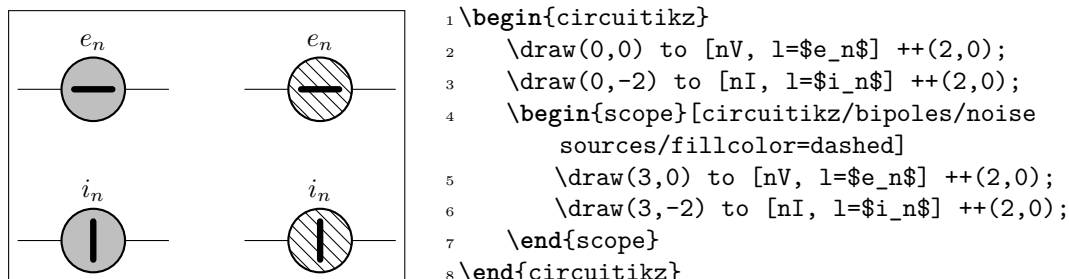 e_n e_n
i_n i_n
1 \begin{circuitikz}
2 \draw(0,0) to [nV, l=$e_n$] ++(2,0);
3 \draw(0,-2) to [nI, l=$i_n$] ++(2,0);
4 \begin{scope}[circuitikz/bipoles/noise
sources/fillcolor=dashed]
5 \draw(3,0) to [nV, l=$e_n$] ++(2,0);
6 \draw(3,-2) to [nI, l=$i_n$] ++(2,0);
7 \end{scope}
8 \end{circuitikz}